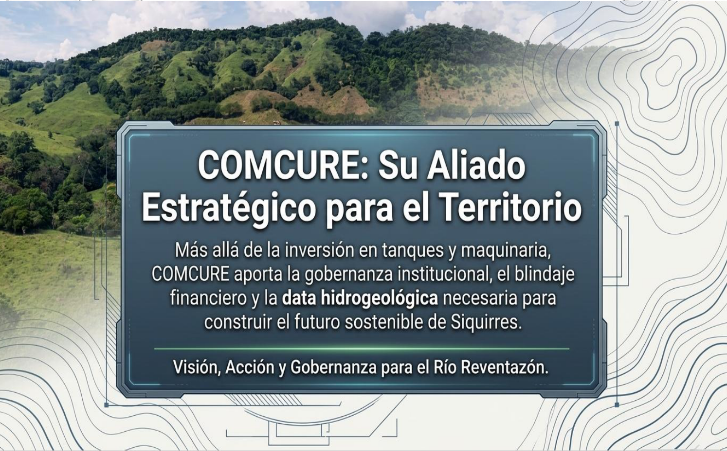 COMCURE: Su Aliado
Estratégico para el Territorio
Más allá de la inversión en tanques y maquinaria,
COMCURE aporta la gobernanza institucional, el blindaje
financiero y la data hidrogeológica necesaria para
construir el futuro sostenible de Siquirres.
Visión, Acción y Gobernanza para el Río Reventazón.